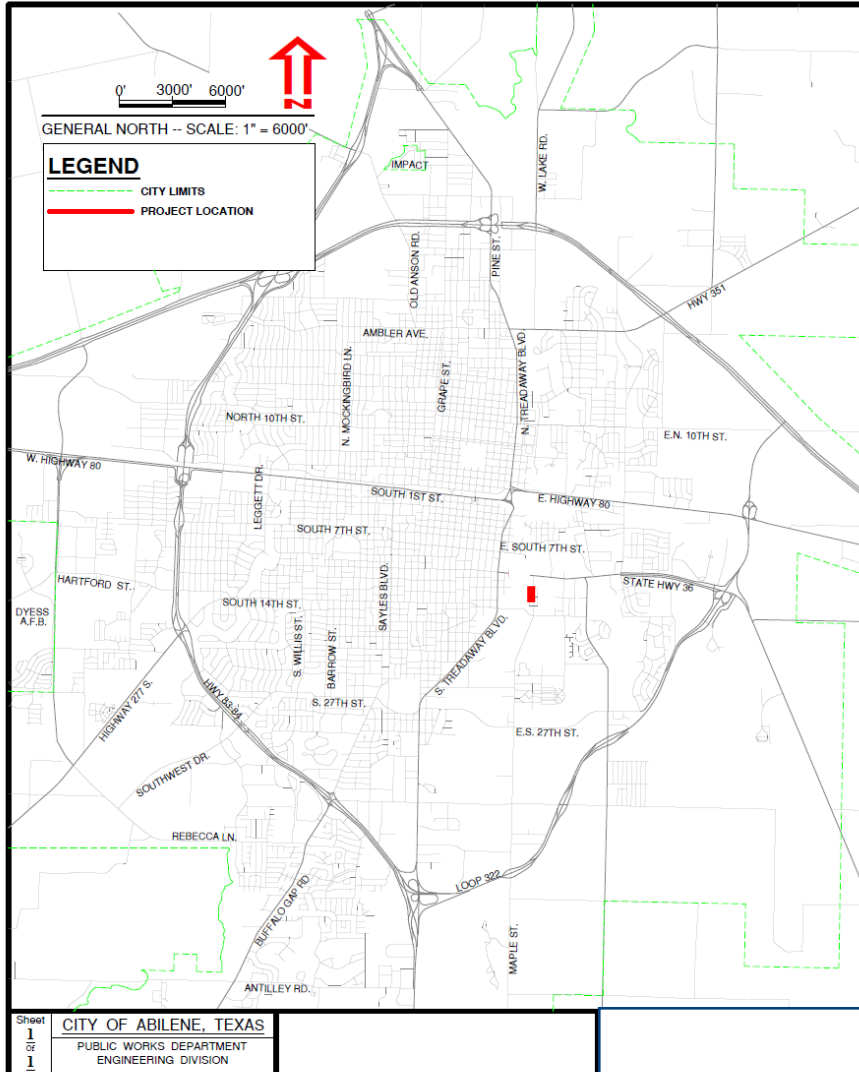 0' 3000' 6000'
N
GENERAL NORTH -- SCALE: 1" = 6000'
LEGEND
CITY LIMITS
PROJECT LOCATION
IMPACT
W. LAKE RD.
OLD ANSON RD.
PINE ST.
HWY 351
AMBLER AVE.
N. MOCKINGBIRD LN.
GRAPE ST.
N. TREADAWAY BLVD.
NORTH 10TH ST.
E.N. 10TH ST.
W. HIGHWAY 80
LEGGETT DR.
SOUTH 1ST ST.
E. HIGHWAY 80
SOUTH 7TH ST.
E. SOUTH 7TH ST.
HARTFORD ST.
SAYLES BLVD.
STATE HWY 36
DYESS
A.F.B.
SOUTH 14TH ST.
S. WILLIS ST.
BARROW ST.
S. TREADAWAY BLVD.
HIGHWAY 277 S.
HWY 83-84
S. 27TH ST.
E.S. 27TH ST.
SOUTHWEST DR.
REBECCA LN.
BUFFALO GAP RD
LOOP 322
MAPLE ST.
ANTILLEY RD.
Sheet
1
OF
1
CITY OF ABILENE, TEXAS
PUBLIC WORKS DEPARTMENT
ENGINEERING DIVISION